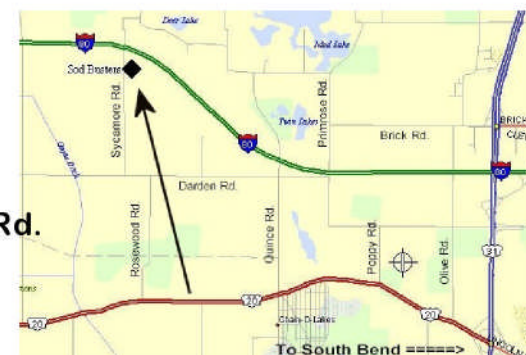 Deer Lake
80
Mud Lake
Sod Busters
Sycamore Rd.
Twin Lakes
Primrose Rd.
BRICK
Brick Rd.
80
80
Darden Rd.
Rd.
Rosewood Rd.
Quince Rd.
Poppy Rd.
Olive Rd.
31
20
20
20
Chain-O-Lakes
To South Bend =====>